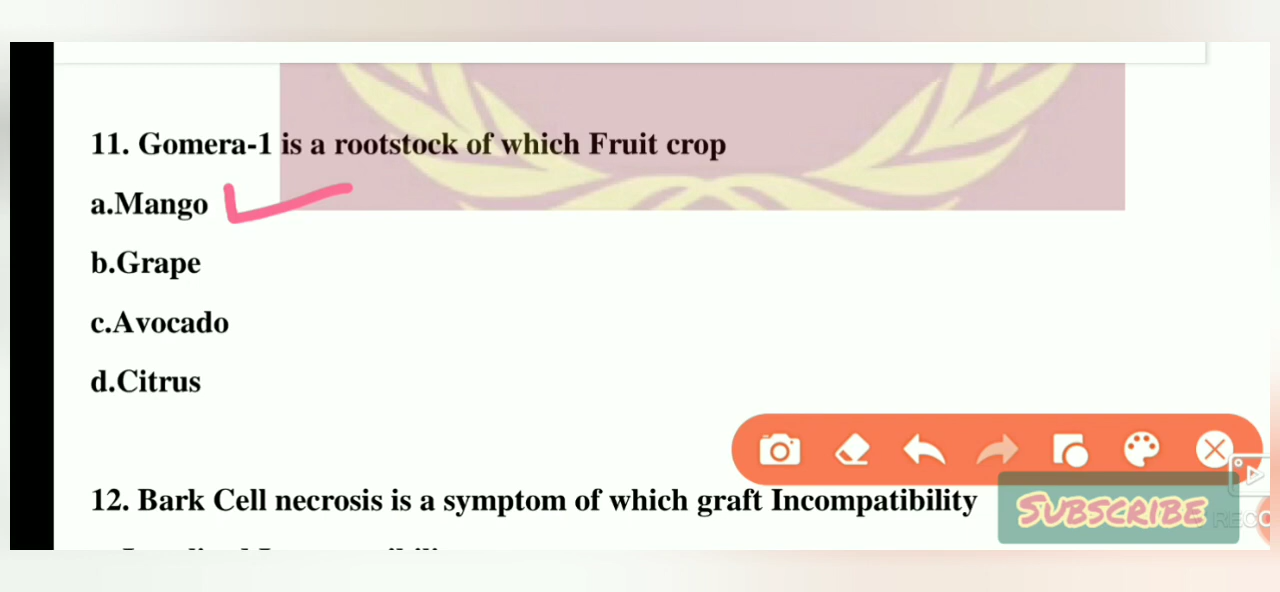 11. Gomera-1 is a rootstock of which Fruit crop
a.Mango
b.Grape
c.Avocado
d.Citrus
12. Bark Cell necrosis is a symptom of which graft Incompatibility
SUBSCRIBE